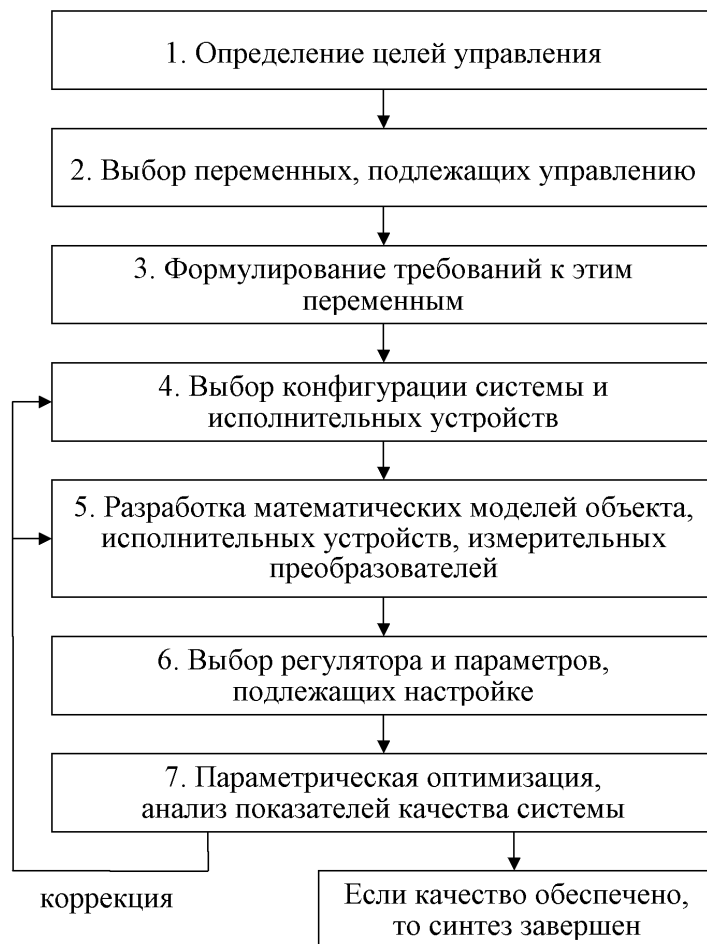 1. Определение целей управления
2. Выбор переменных, подлежащих управлению
3. Формулирование требований к этим
переменным
4. Выбор конфигурации системы и
исполнительных устройств
5. Разработка математических моделей объекта,
исполнительных устройств, измерительных
преобразователей
6. Выбор регулятора и параметров,
подлежащих настройке
7. Параметрическая оптимизация,
анализ показателей качества системы
коррекция
Если качество обеспечено,
то синтез завершен